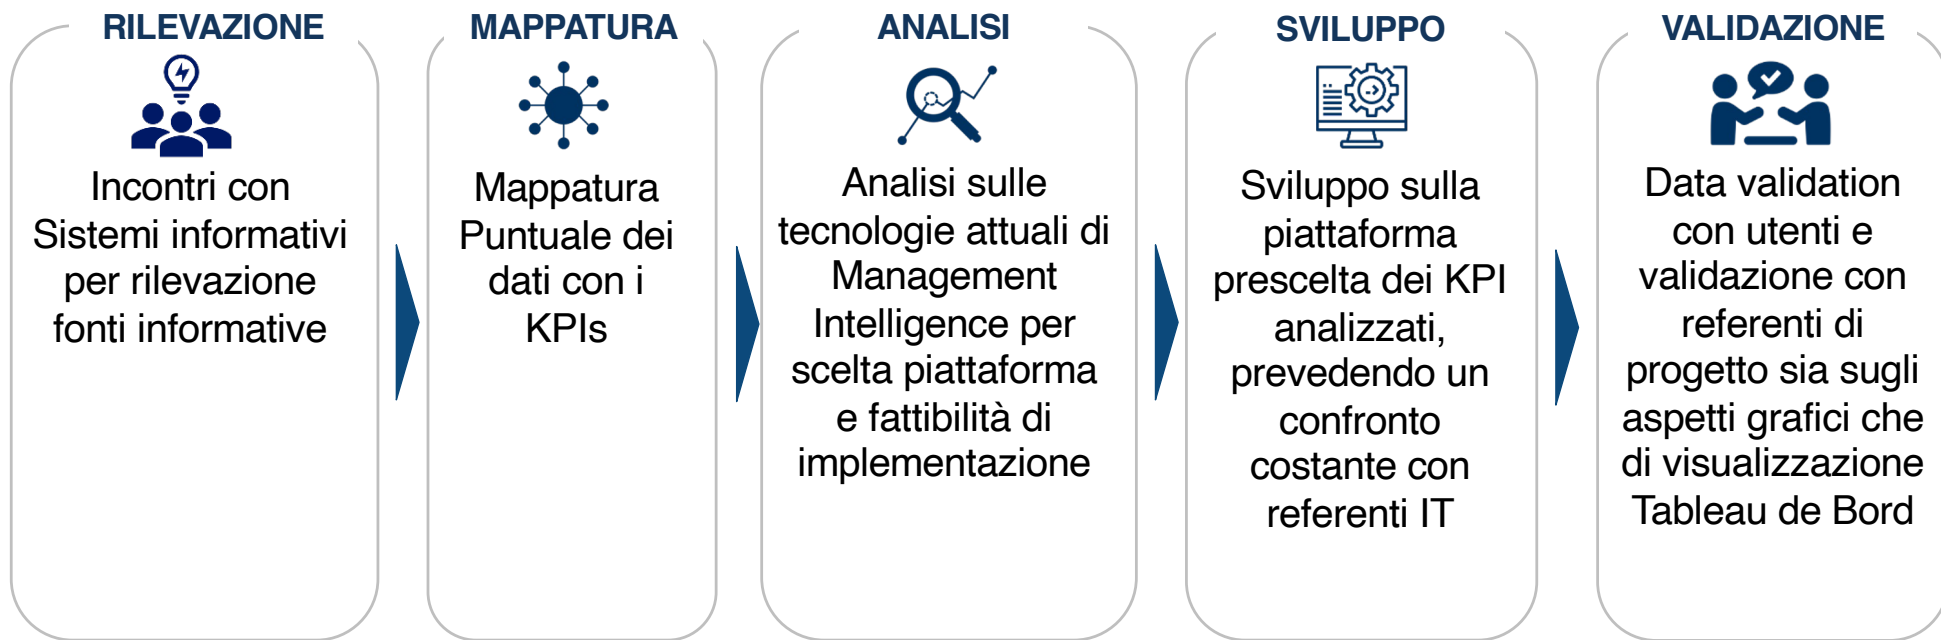 RILEVAZIONE
Incontri con
Sistemi informativi
per rilevazione
fonti informative
MAPPATURA
Mappatura
Puntuale dei
dati con i
KPIs
ANALISI
Analisi sulle
tecnologie attuali di
Management
Intelligence per
scelta piattaforma
e fattibilità di
implementazione
SVILUPPO
Sviluppo sulla
piattaforma
prescelta dei KPI
analizzati,
prevedendo un
confronto
costante con
referenti IT
VALIDAZIONE
Data validation
con utenti e
validazione con
referenti di
progetto sia sugli
aspetti grafici che
di visualizzazione
Tableau de Bord